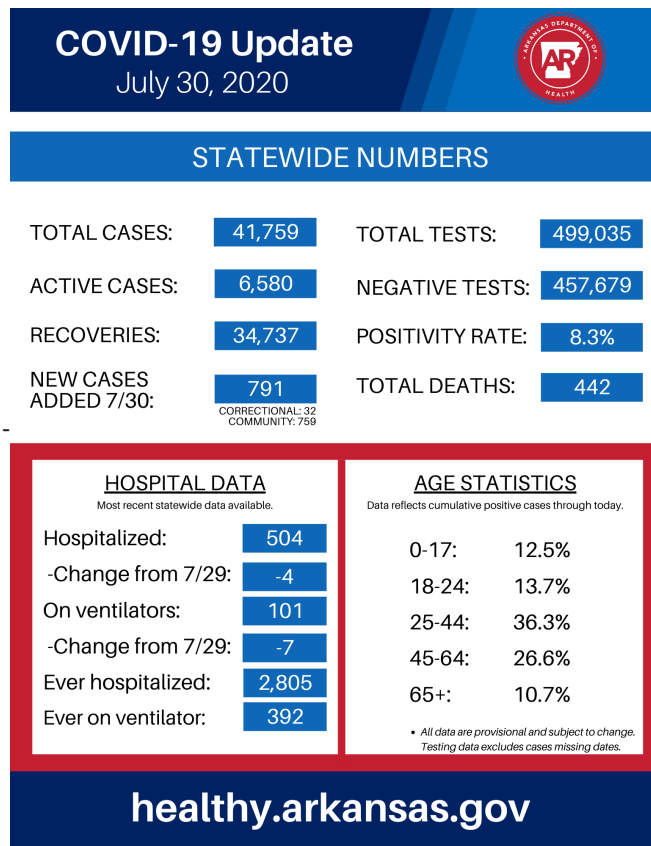 COVID-19 Update
July 30, 2020
ARKANSAS DEPARTMENT OF
AR
HEALTH
STATEWIDE NUMBERS
TOTAL CASES: 41,759
ACTIVE CASES: 6,580
RECOVERIES: 34,737
NEW CASES
ADDED 7/30: 791
CORRECTIONAL: 32
COMMUNITY: 759
TOTAL TESTS: 499,035
NEGATIVE TESTS: 457,679
POSITIVITY RATE: 8.3%
TOTAL DEATHS: 442
-
HOSPITAL DATA
Most recent statewide data available.
Hospitalized: 504
-Change from 7/29: -4
On ventilators: 101
-Change from 7/29: -7
Ever hospitalized: 2,805
Ever on ventilator: 392
AGE STATISTICS
Data reflects cumulative positive cases through today.
0-17: 12.5%
18-24: 13.7%
25-44: 36.3%
45-64: 26.6%
65+: 10.7%
• All data are provisional and subject to change.
Testing data excludes cases missing dates.
healthy.arkansas.gov